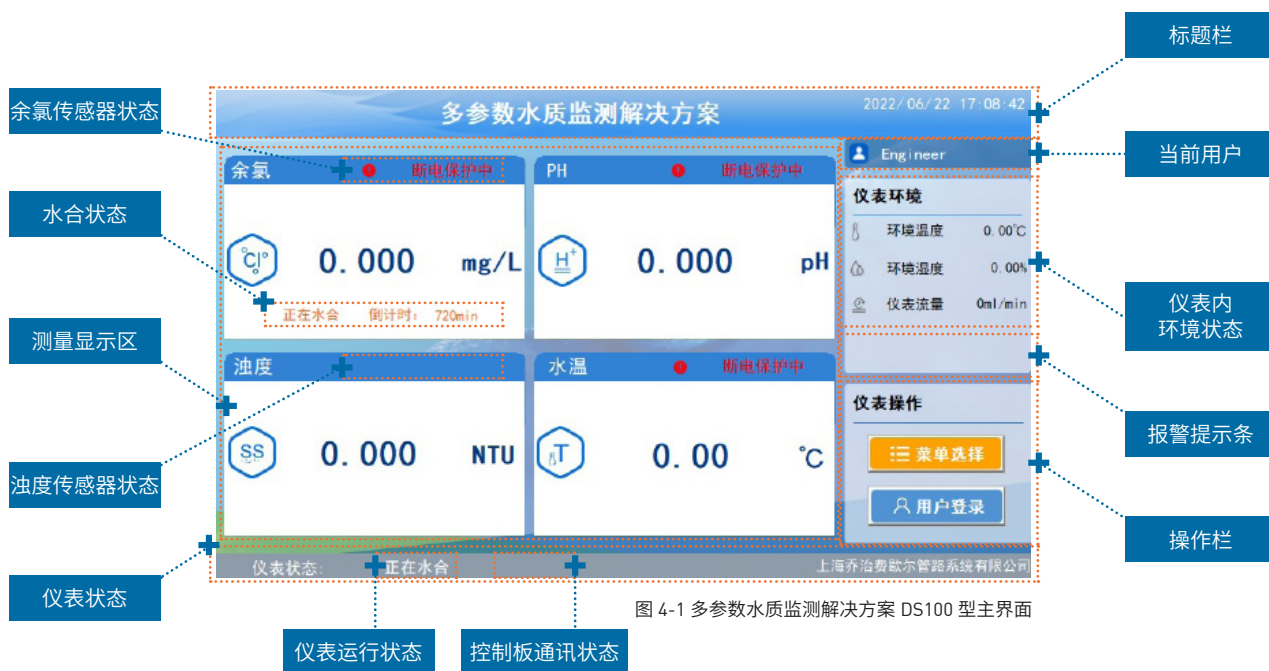 标题栏
余氯传感器状态
多参数水质监测解决方案
2022/06/22 17:08:42
当前用户
Engineer
余氯
断电保护中
PH
断电保护中
仪表环境
水合状态
环境温度 0.00℃
0.000 mg/L
0.000 pH
环境湿度 0.00%
仪表流量 0ml/min
仪表内
环境状态
正在水合 倒计时: 720min
测量显示区
浊度
水温
断电保护中
仪表操作
报警提示条
SS
0.000 NTU
T
0.00 ℃
菜单选择
浊度传感器状态
用户登录
操作栏
仪表状态: 正在水合
上海乔治费歇尔管路系统有限公司
仪表状态
图 4-1 多参数水质监测解决方案 DS100 型主界面
仪表运行状态
控制板通讯状态